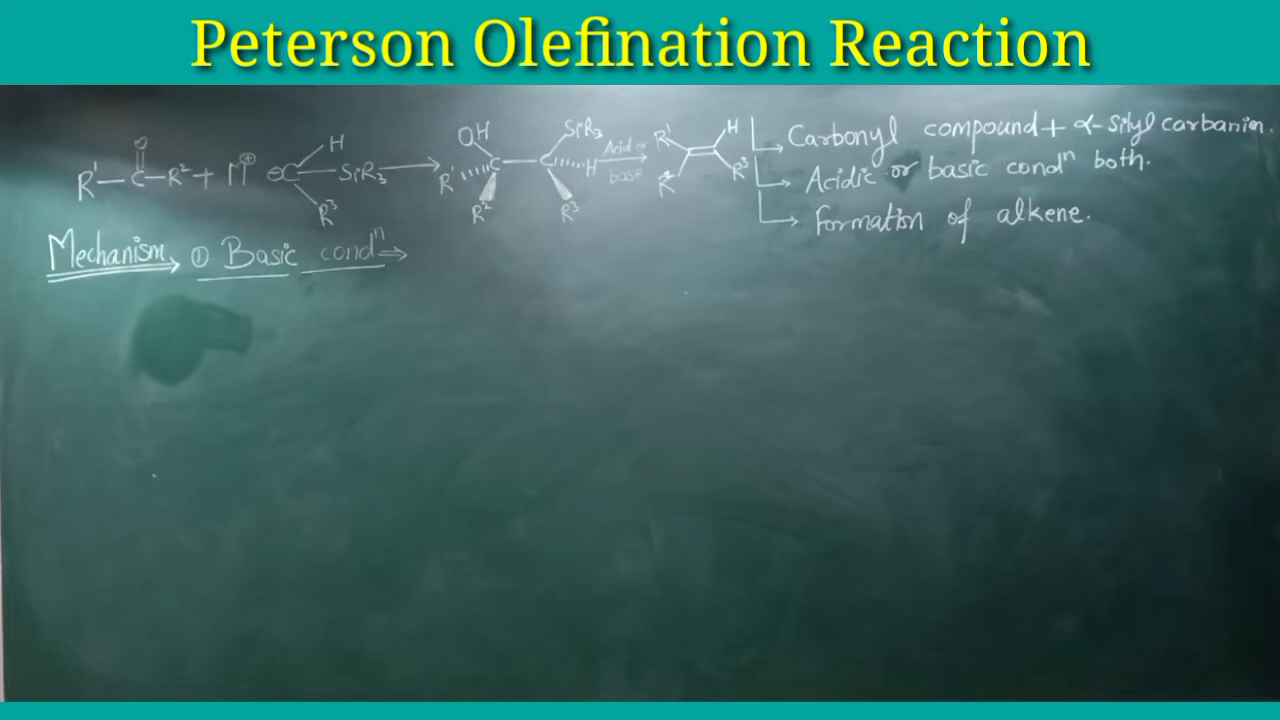 Peterson Olefination Reaction
O
R¹—C—R² + M⊕ ⊖C—SiR₃ → R¹ C — C H Acid or base
H
R³
OH
SiR₃
R²
R³
R¹
H
R²
R³
Carbonyl compound + α-silyl carbanion.
Acidic or basic condⁿ both.
formation of alkene.
Mechanism → ① Basic condⁿ ⇒